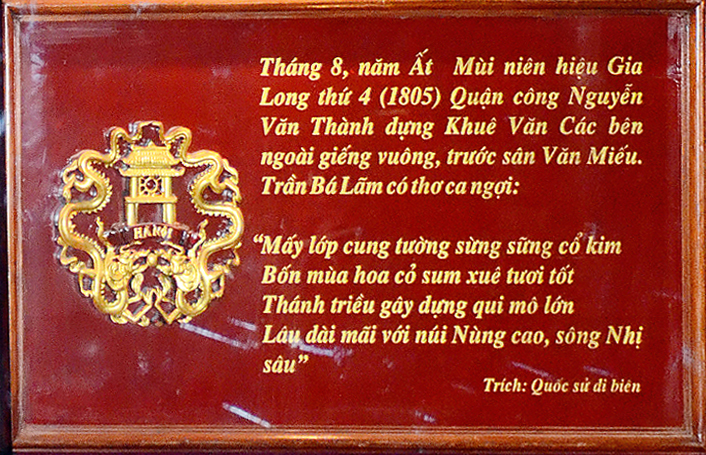 Tháng 8, năm Ất Mùi niên hiệu Gia
Long thứ 4 (1805) Quận công Nguyễn
Văn Thành dựng Khuê Văn Các bên
ngoài giếng vuông, trước sân Văn Miếu.
Trần Bá Lãm có thơ ca ngợi:
HANOI
"Mấy lớp cung tường sừng sững cổ kim
Bốn mùa hoa cỏ sum xuê tươi tốt
Thánh triều gây dựng qui mô lớn
Lâu dài mãi với núi Nùng cao, sông Nhị
sâu"
Trích: Quốc sử di biên